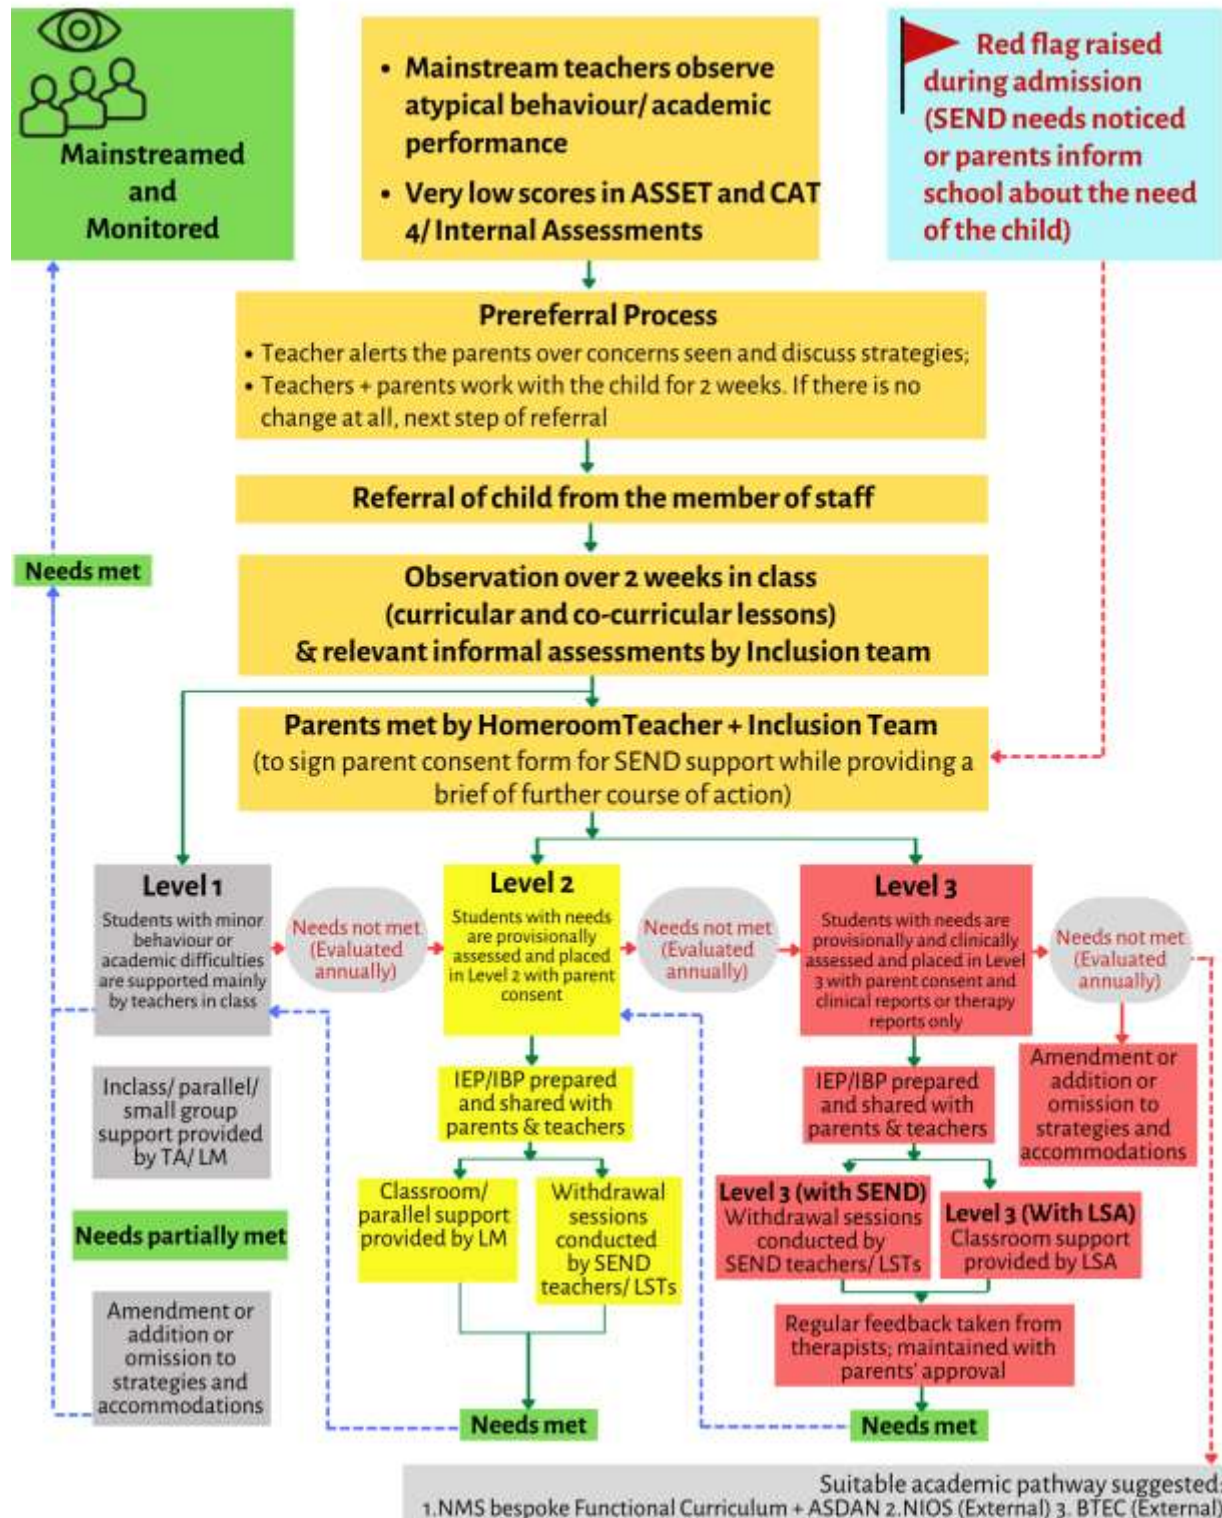 Mainstreamed
and
Monitored
• Mainstream teachers observe
atypical behaviour/ academic
performance
• Very low scores in ASSET and CAT
4/ Internal Assessments
Red flag raised
during admission
(SEND needs noticed
or parents inform
school about the need
of the child)
Prereferral Process
• Teacher alerts the parents over concerns seen and discuss strategies;
• Teachers + parents work with the child for 2 weeks. If there is no
change at all, next step of referral
Referral of child from the member of staff
Needs met
Observation over 2 weeks in class
(curricular and co-curricular lessons)
& relevant informal assessments by Inclusion team
Parents met by HomeroomTeacher + Inclusion Team
(to sign parent consent form for SEND support while providing a
brief of further course of action)
Level 1
Students with minor
behaviour or
academic difficulties
are supported mainly
by teachers in class
Needs not met
(Evaluated
annually)
Level 2
Students with needs
are provisionally
assessed and placed
in Level 2 with parent
consent
Needs not met
(Evaluated
annually)
Level 3
Students with needs are
provisionally and clinically
assessed and placed in Level
3 with parent consent and
clinical reports or therapy
reports only
Needs not met
(Evaluated
annually)
Inclass/ parallel/
small group
support provided
by TA/ LM
Needs partially met
Amendment or
addition or
omission to
strategies and
accommodations
IEP/IBP prepared
and shared with
parents & teachers
Classroom/
parallel support
provided by LM
Withdrawal
sessions
conducted
by SEND
teachers/ LSTs
Needs met
IEP/IBP prepared
and shared with
parents & teachers
Level 3 (with SEND)
Withdrawal sessions
conducted by
SEND teachers/ LSTs
Level 3 (With LSA)
Classroom support
provided by LSA
Regular feedback taken from
therapists; maintained with
parents' approval
Needs met
Amendment or
addition or
omission to
strategies and
accommodations
Suitable academic pathway suggested:
1.NMS bespoke Functional Curriculum + ASDAN 2.NIOS (External) 3. BTEC (External)